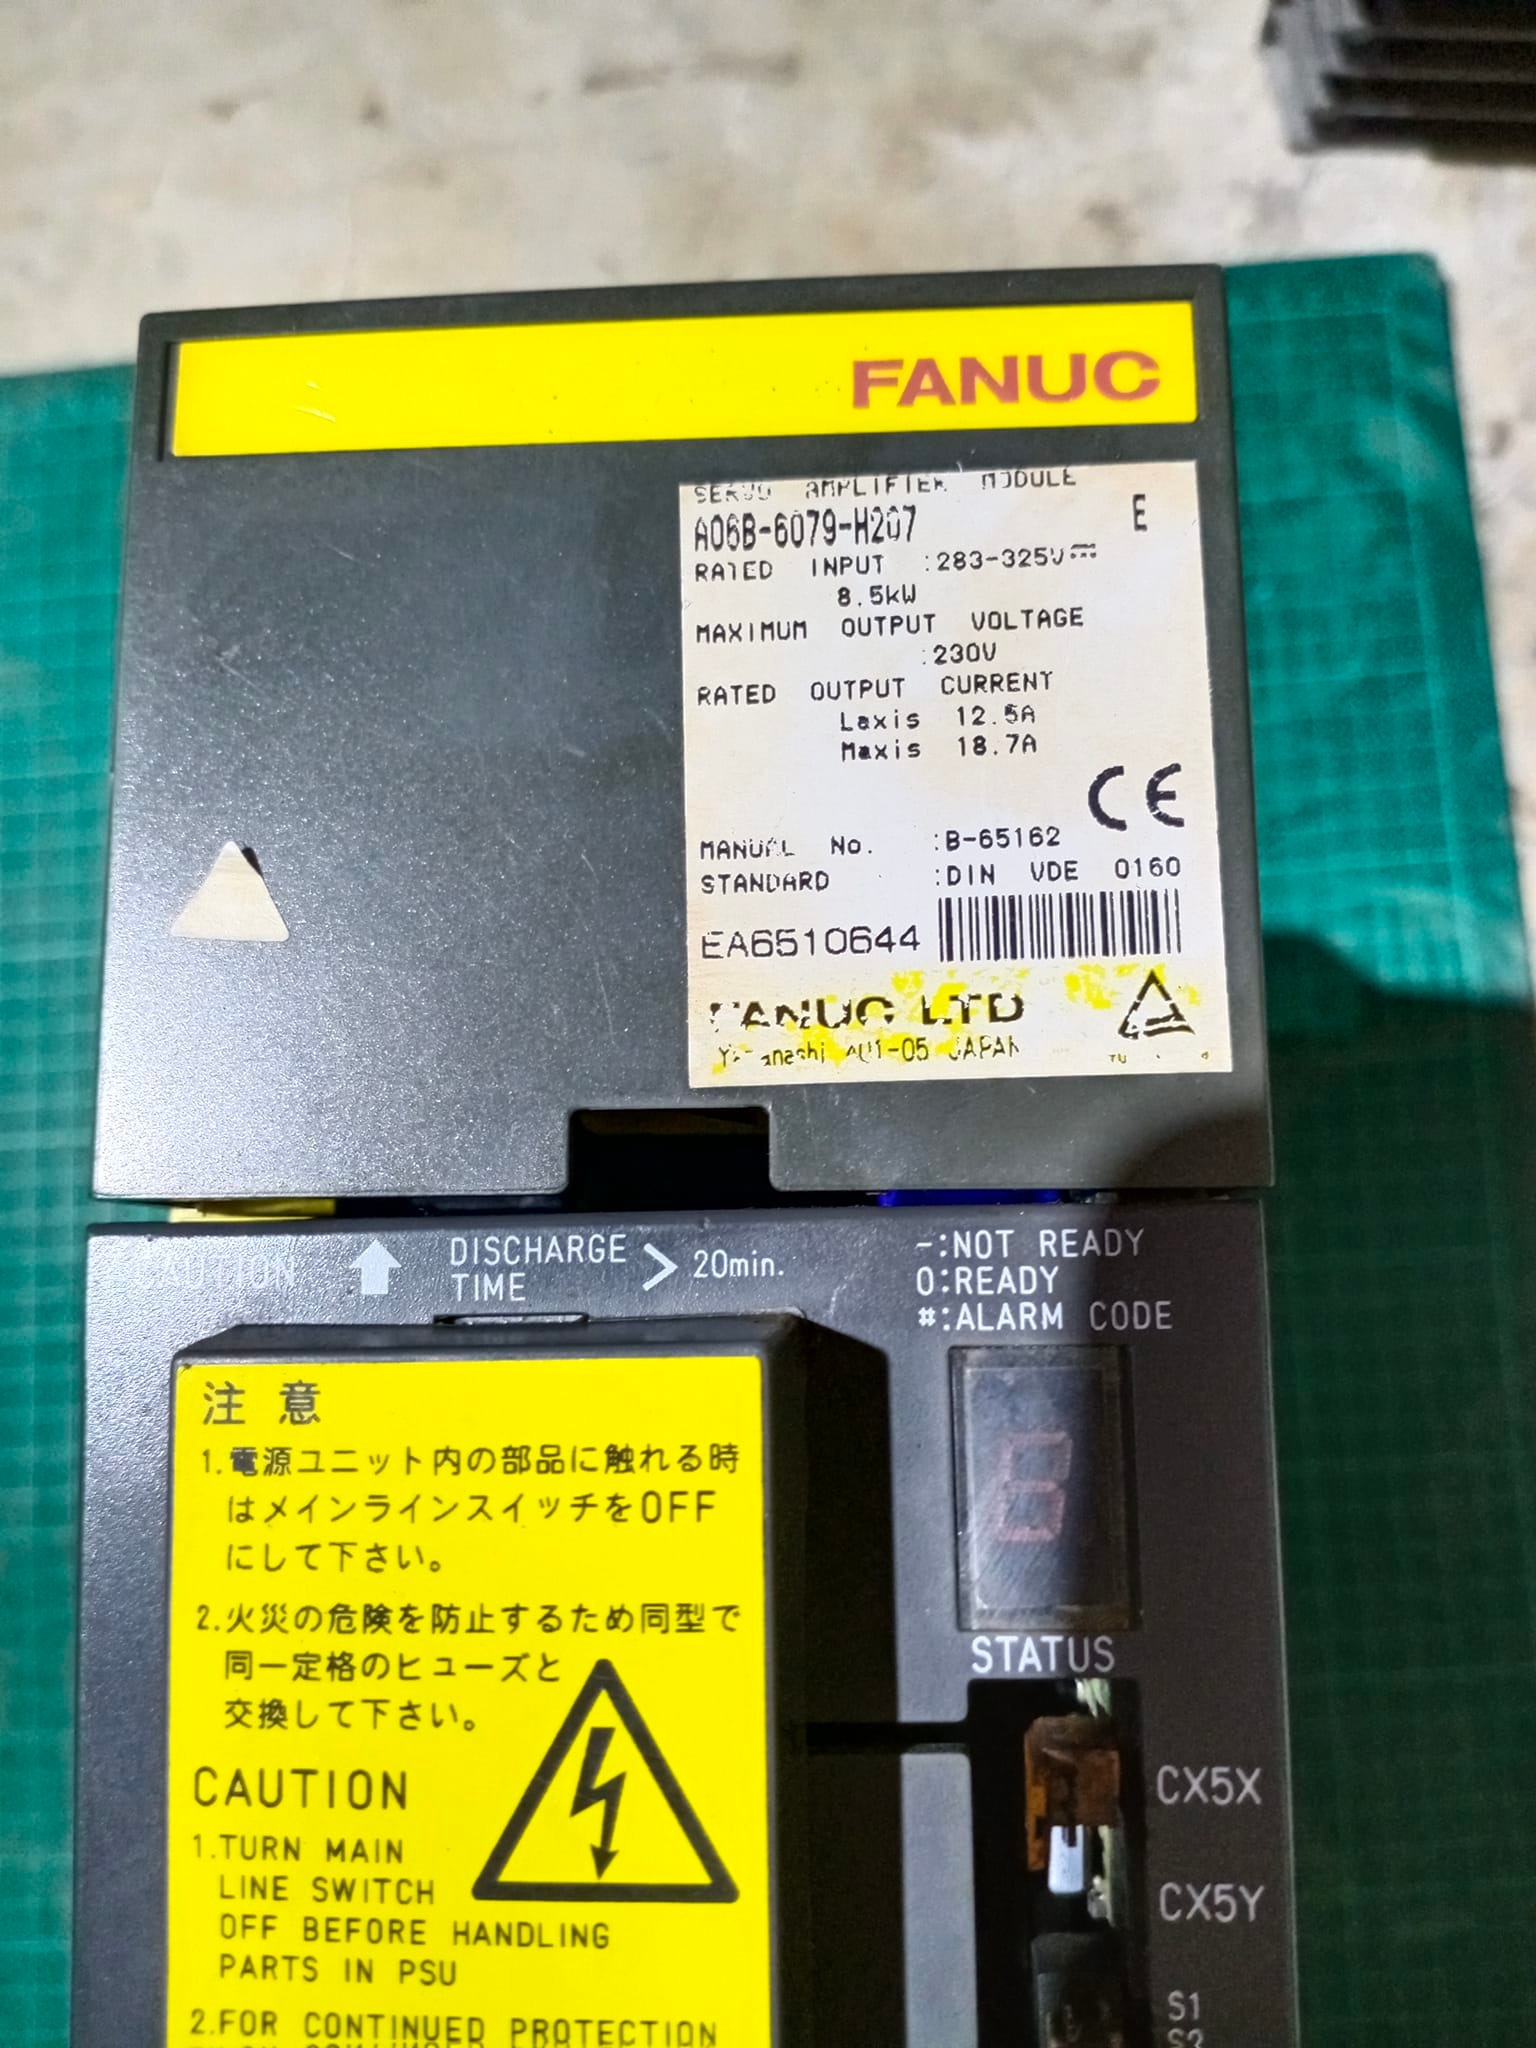 FANUC
SERVO AMPLIFIER MODULE
A06B-6079-H207 E
RATED INPUT :283-325V
8.5kW
MAXIMUM OUTPUT VOLTAGE
:230V
RATED OUTPUT CURRENT
Laxis 12.5A
Maxis 18.7A
CE
MANUAL No. :B-65162
STANDARD :DIN VDE 0160
EA6510644
FANUC LTD
Yamanashi 401-05 JAPAN
CAUTION DISCHARGE TIME > 20min.
-:NOT READY
0:READY
#:ALARM CODE
注 意
1.電源ユニット内の部品に触れる時
はメインラインスイッチをOFF
にして下さい。
2.火災の危険を防止するため同型で
同一定格のヒューズと
交換して下さい。
CAUTION
1.TURN MAIN
LINE SWITCH
OFF BEFORE HANDLING
PARTS IN PSU
2.FOR CONTINUED PROTECTION
STATUS
CX5X
CX5Y
S1
S2